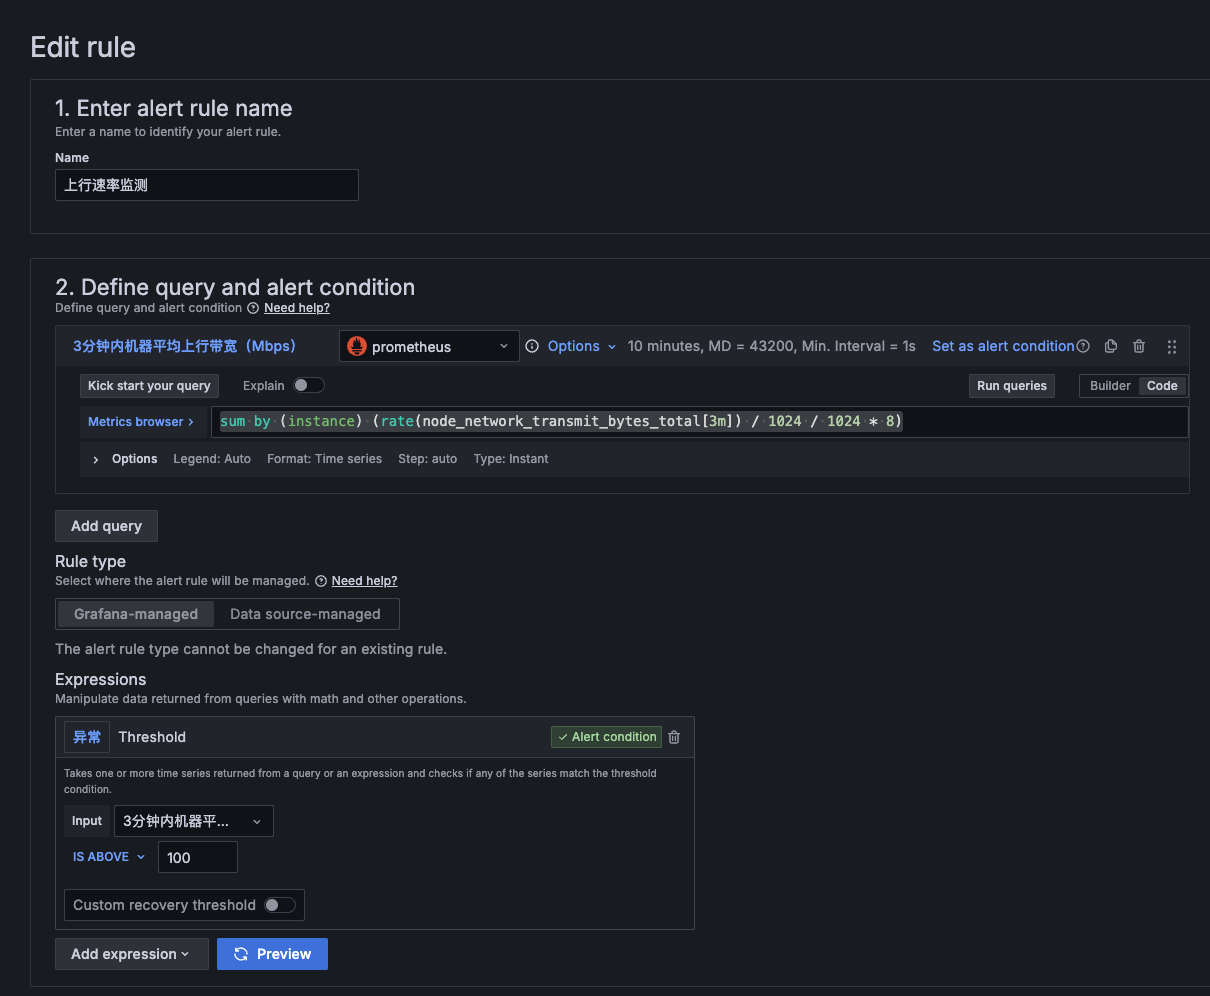 Edit rule
1. Enter alert rule name
Enter a name to identify your alert rule.
Name
上行速率监测
2. Define query and alert condition
Define query and alert condition Need help?
3分钟内机器平均上行带宽（Mbps） prometheus Options 10 minutes, MD = 43200, Min. Interval = 1s Set as alert condition
Kick start your query Explain Run queries Builder Code
Metrics browser > sum by (instance) (rate(node_network_transmit_bytes_total[3m]) / 1024 / 1024 * 8)
> Options Legend: Auto Format: Time series Step: auto Type: Instant
Add query
Rule type
Select where the alert rule will be managed. Need help?
Grafana-managed Data source-managed
The alert rule type cannot be changed for an existing rule.
Expressions
Manipulate data returned from queries with math and other operations.
异常 Threshold Alert condition
Takes one or more time series returned from a query or an expression and checks if any of the series match the threshold
condition.
Input 3分钟内机器平...
IS ABOVE 100
Custom recovery threshold
Add expression Preview